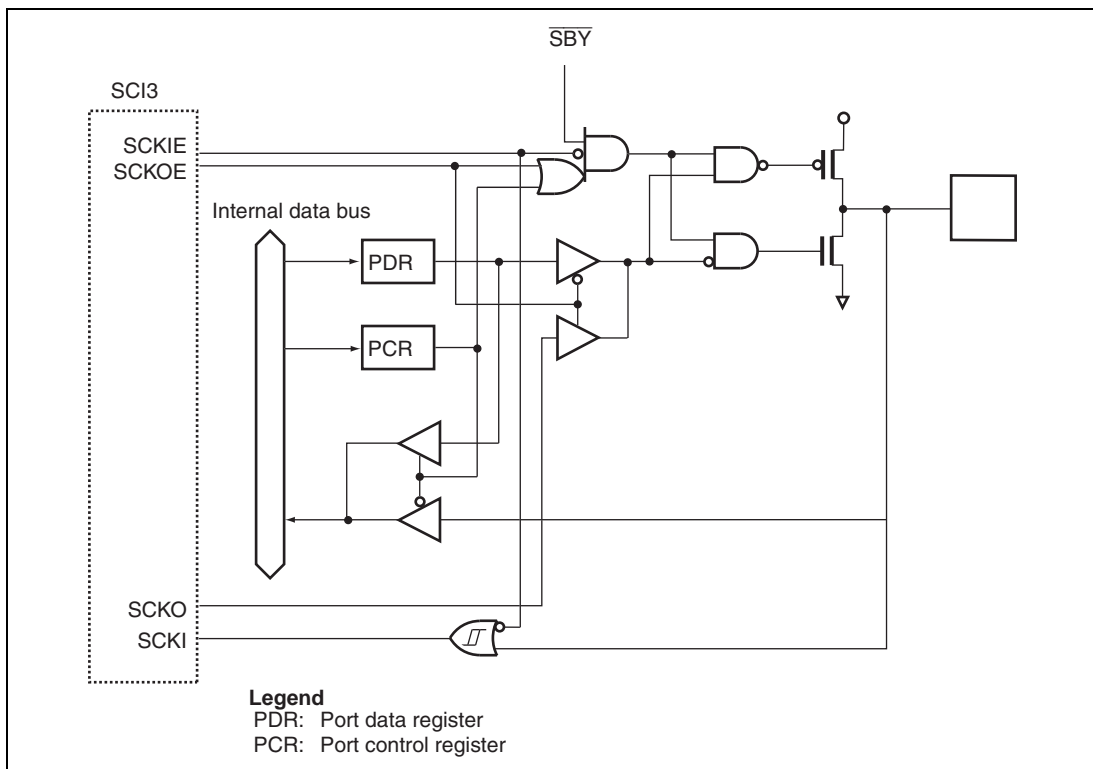 SBY
SCI3
SCKIE
SCKOE
Internal data bus
PDR
PCR
SCKO
SCKI
Legend
PDR: Port data register
PCR: Port control register